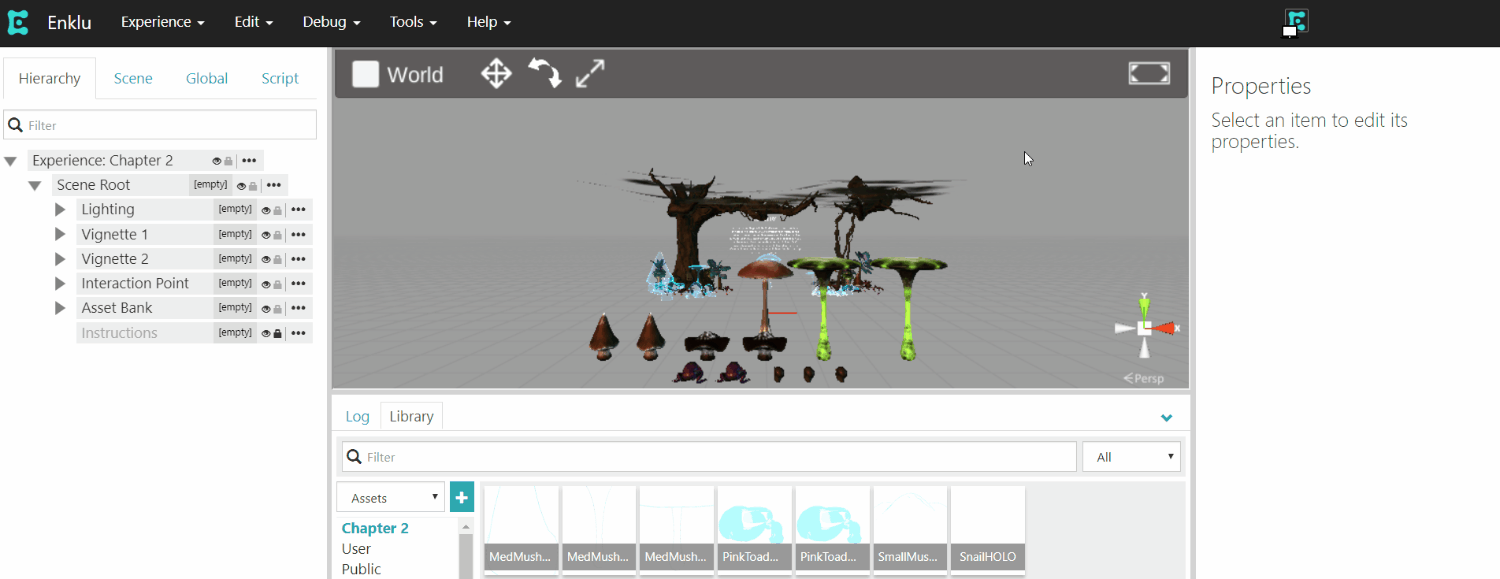 Enklu Experience Edit Debug Tools Help
Hierarchy Scene Global Script
Filter
Experience: Chapter 2
Scene Root [empty]
Lighting [empty]
Vignette 1 [empty]
Vignette 2 [empty]
Interaction Point [empty]
Asset Bank [empty]
Instructions [empty]
World
Y
X
Persp
Log Library
Filter All
Assets
Chapter 2
User
Public
MedMush... MedMush... MedMush... PinkToad... PinkToad... SmallMus... SnailHOLO
Properties
Select an item to edit its
properties.